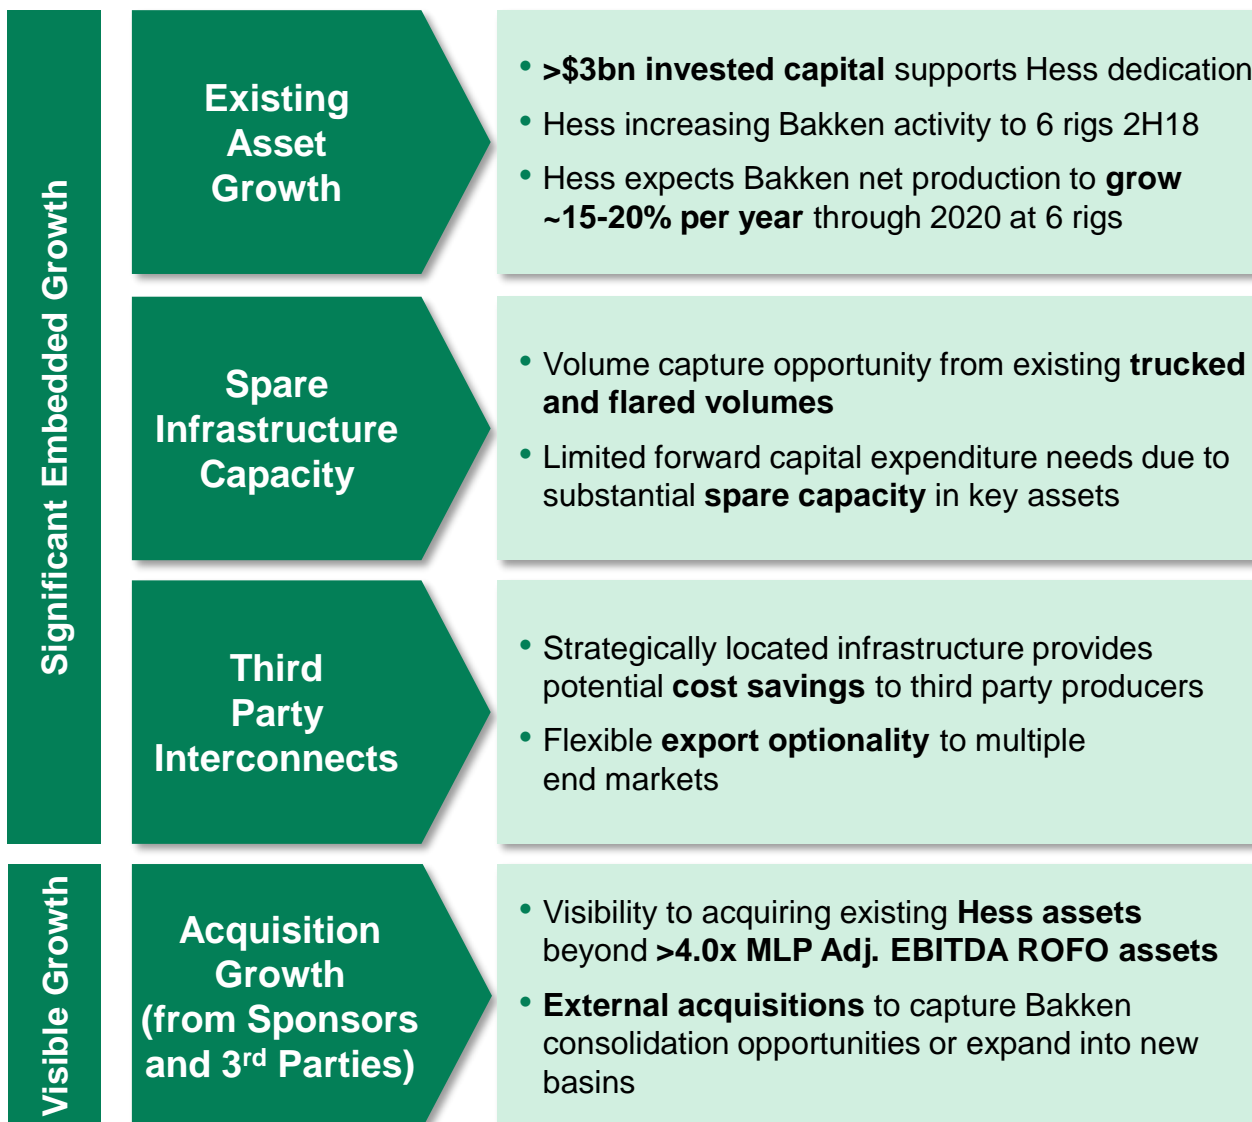 Significant Embedded Growth
Existing
Asset
Growth
• >$3bn invested capital supports Hess dedication
• Hess increasing Bakken activity to 6 rigs 2H18
• Hess expects Bakken net production to grow
~15-20% per year through 2020 at 6 rigs
Spare
Infrastructure
Capacity
• Volume capture opportunity from existing trucked
and flared volumes
• Limited forward capital expenditure needs due to
substantial spare capacity in key assets
Third
Party
Interconnects
• Strategically located infrastructure provides
potential cost savings to third party producers
• Flexible export optionality to multiple
end markets
Visible Growth
Acquisition
Growth
(from Sponsors
and 3rd Parties)
• Visibility to acquiring existing Hess assets
beyond >4.0x MLP Adj. EBITDA ROFO assets
• External acquisitions to capture Bakken
consolidation opportunities or expand into new
basins